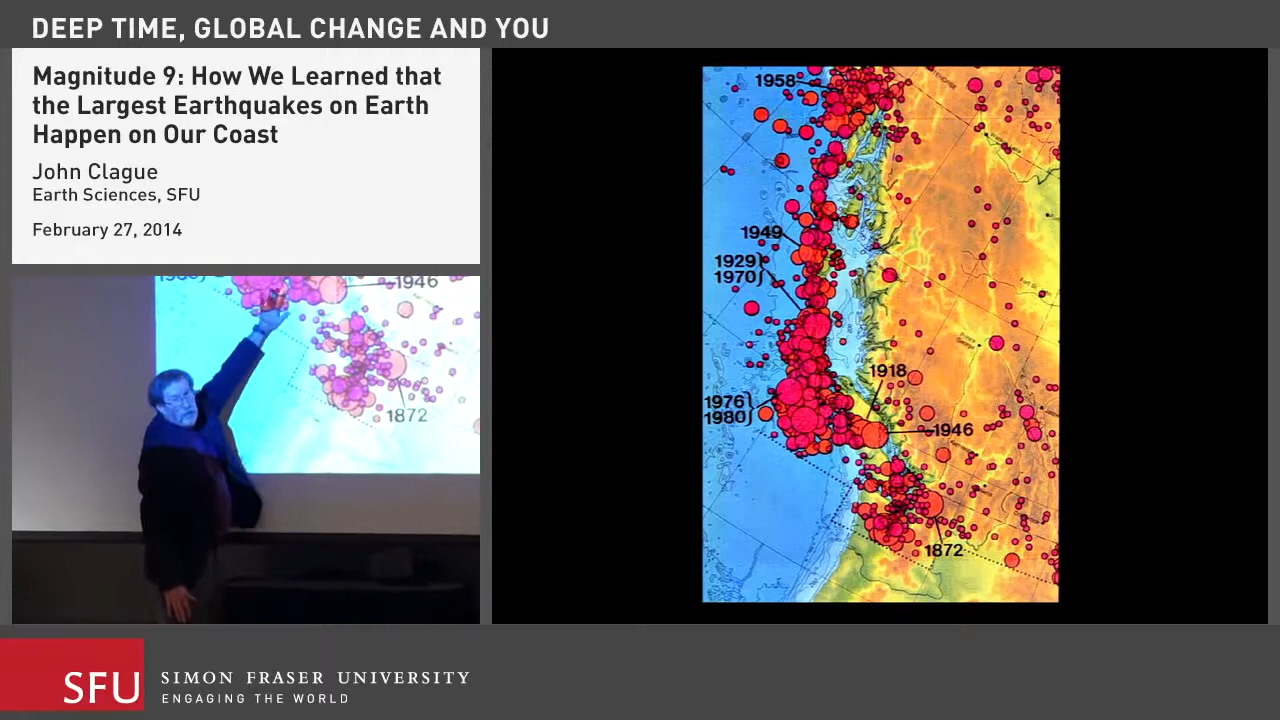 DEEP TIME, GLOBAL CHANGE AND YOU
Magnitude 9: How We Learned that
the Largest Earthquakes on Earth
Happen on Our Coast
John Clague
Earth Sciences, SFU
February 27, 2014
1946
1872
1958
1949
1929
1970
1918
1976
1980
1946
1872
SFU
SIMON FRASER UNIVERSITY
ENGAGING THE WORLD